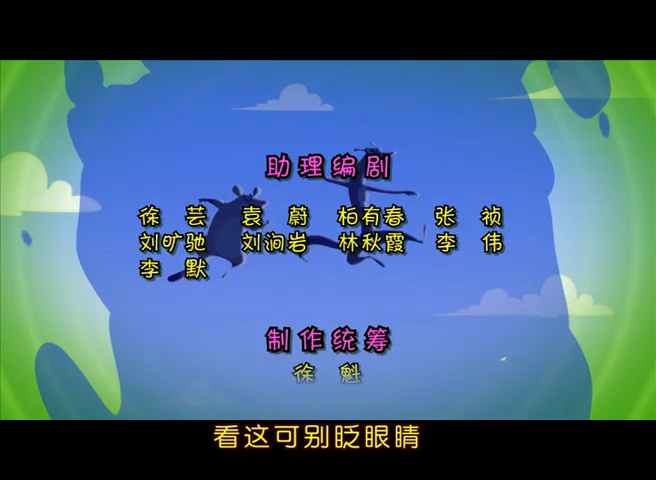 助理编剧
徐 芸 袁 蔚 柏有春 张 祯
刘旷驰 刘涧岩 林秋霞 李 伟
李 默
制作统筹
徐 魁
看这可别眨眼睛